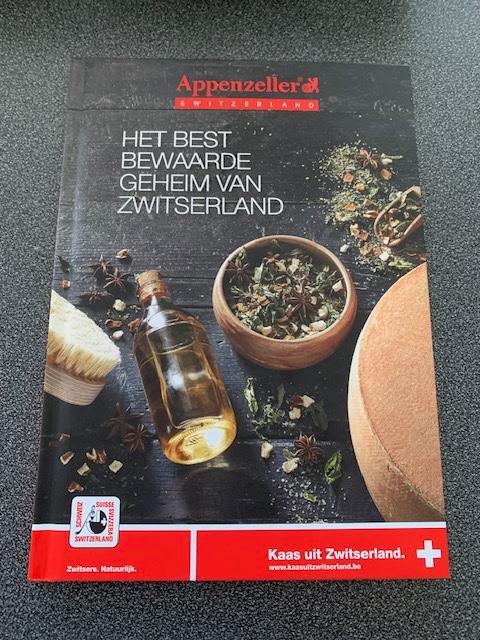 Appenzeller®
SWITZERLAND
HET BEST
BEWAARDE
GEHEIM VAN
ZWITSERLAND
SCHWEIZ
SUISSE
SVIZZERA
SWITZERLAND
Kaas uit Zwitserland.
Zwitsers. Natuurlijk.
www.kaasuitzwitserland.be